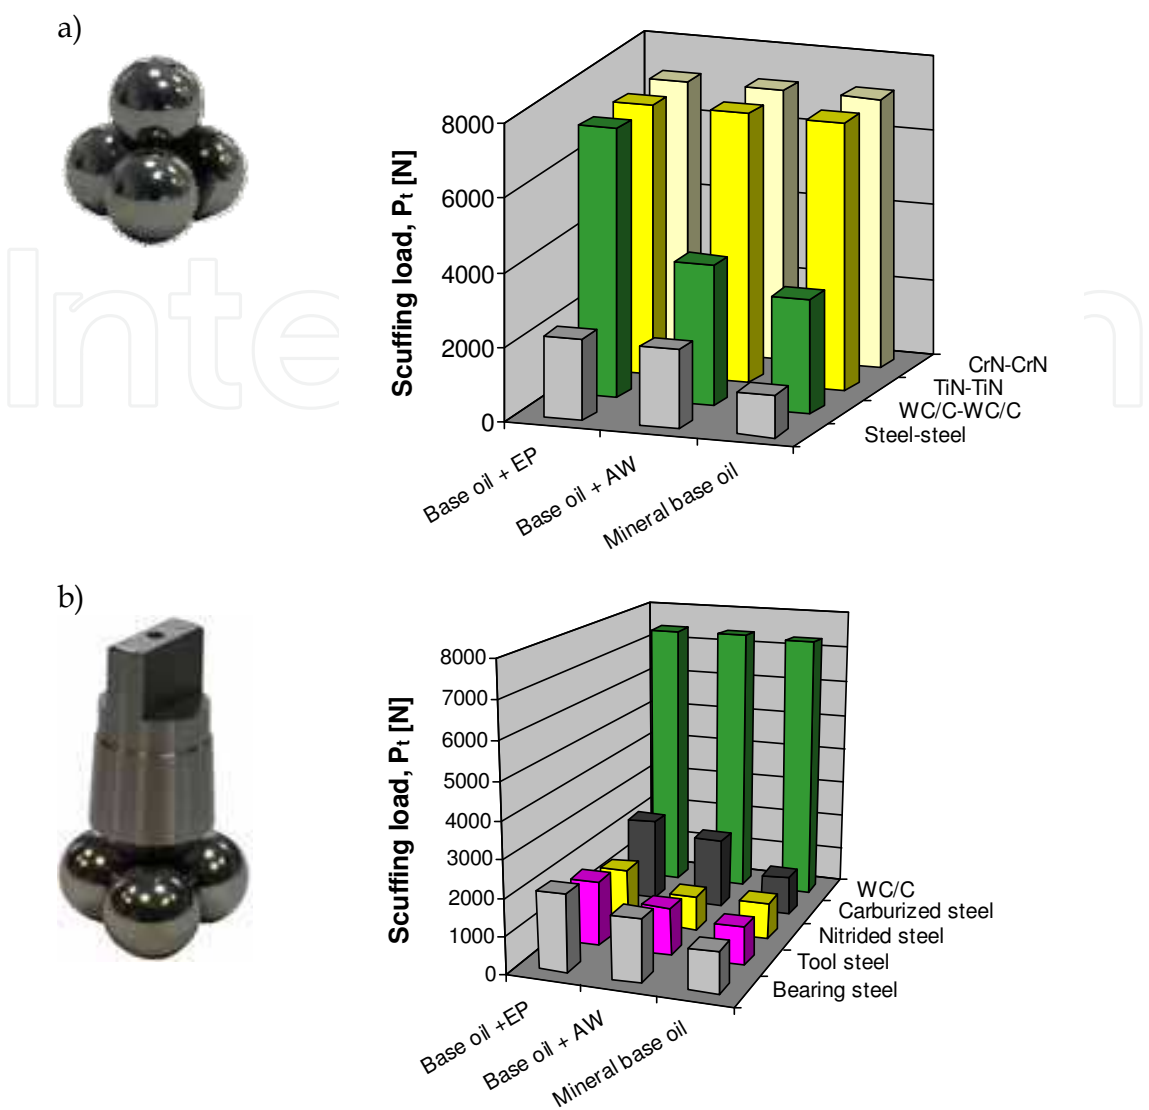 a)
8000
6000
4000
2000
0
Scuffing load, Pt [N]
CrN-CrN
TiN-TiN
WC/C-WC/C
Steel-steel
Base oil + EP
Base oil + AW
Mineral base oil
b)
8000
7000
6000
5000
4000
3000
2000
1000
0
Scuffing load, Pt [N]
WC/C
Carburized steel
Nitrided steel
Tool steel
Bearing steel
Base oil +EP
Base oil + AW
Mineral base oil